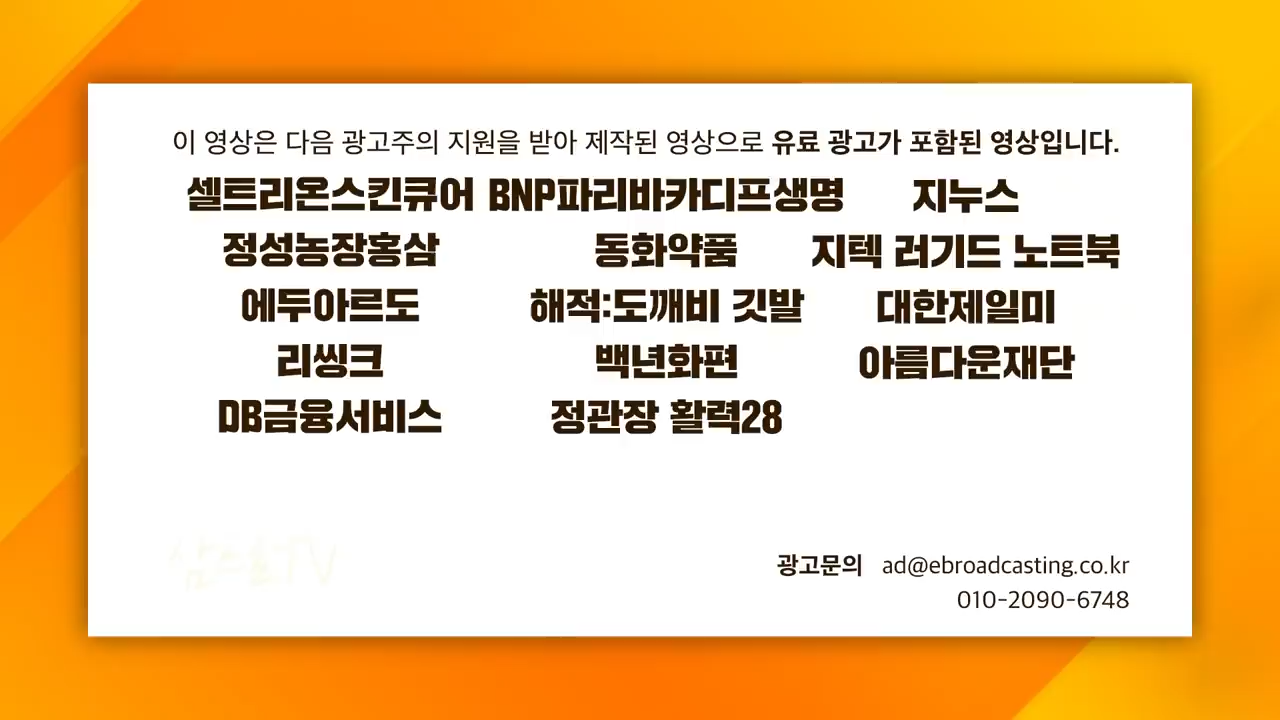 이 영상은 다음 광고주의 지원을 받아 제작된 영상으로 유료 광고가 포함된 영상입니다.
셀트리온스킨큐어 BNP파리바카디프생명 지누스
정성농장홍삼 동화약품 지텍 러기드 노트북
에두아르도 해적:도깨비 깃발 대한제일미
리씽크 백년화편 아름다운재단
DB금융서비스 정관장 활력28
광고문의 ad@ebroadcasting.co.kr
010-2090-6748